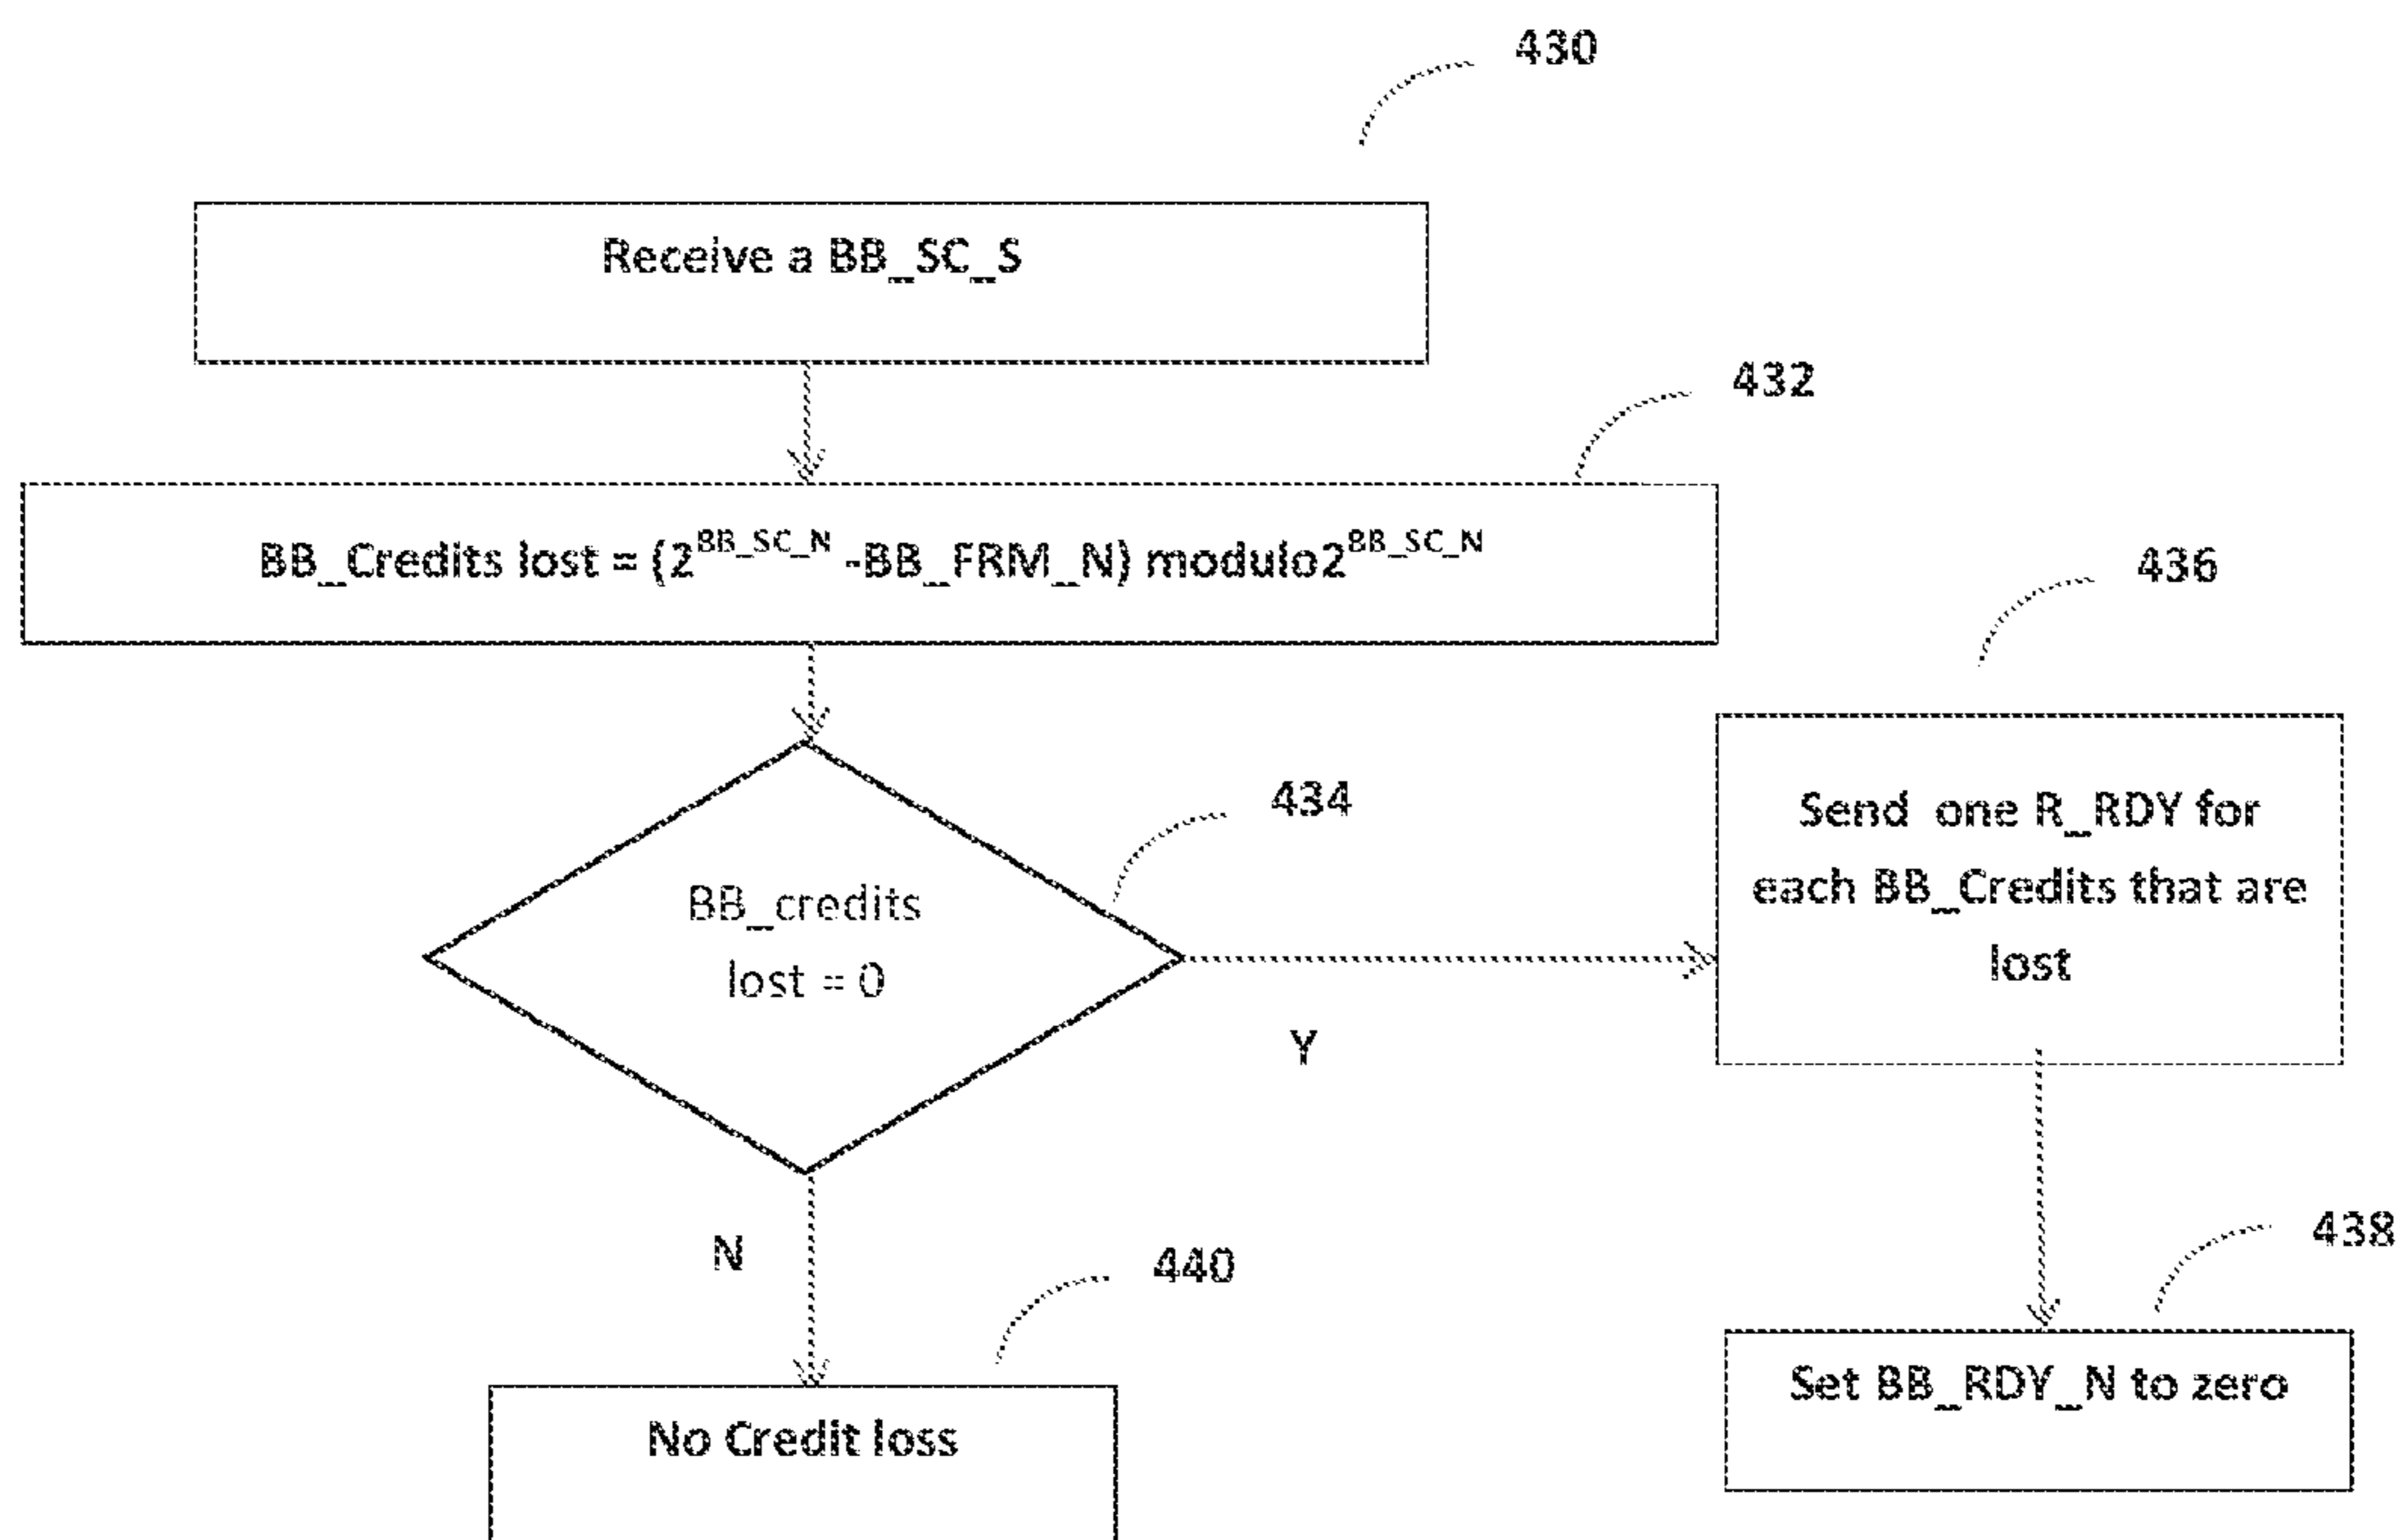 430
Receive a BB_SC_S
432
BB_Credits lost = (2^BB_SC_N -BB_FRM_N) modulo2^BB_SC_N
436
Send one R_RDY for
each BB_Credits that are
lost
434
BB_credits
lost = 0
Y
N
438
Set BB_RDY_N to zero
440
No Credit loss